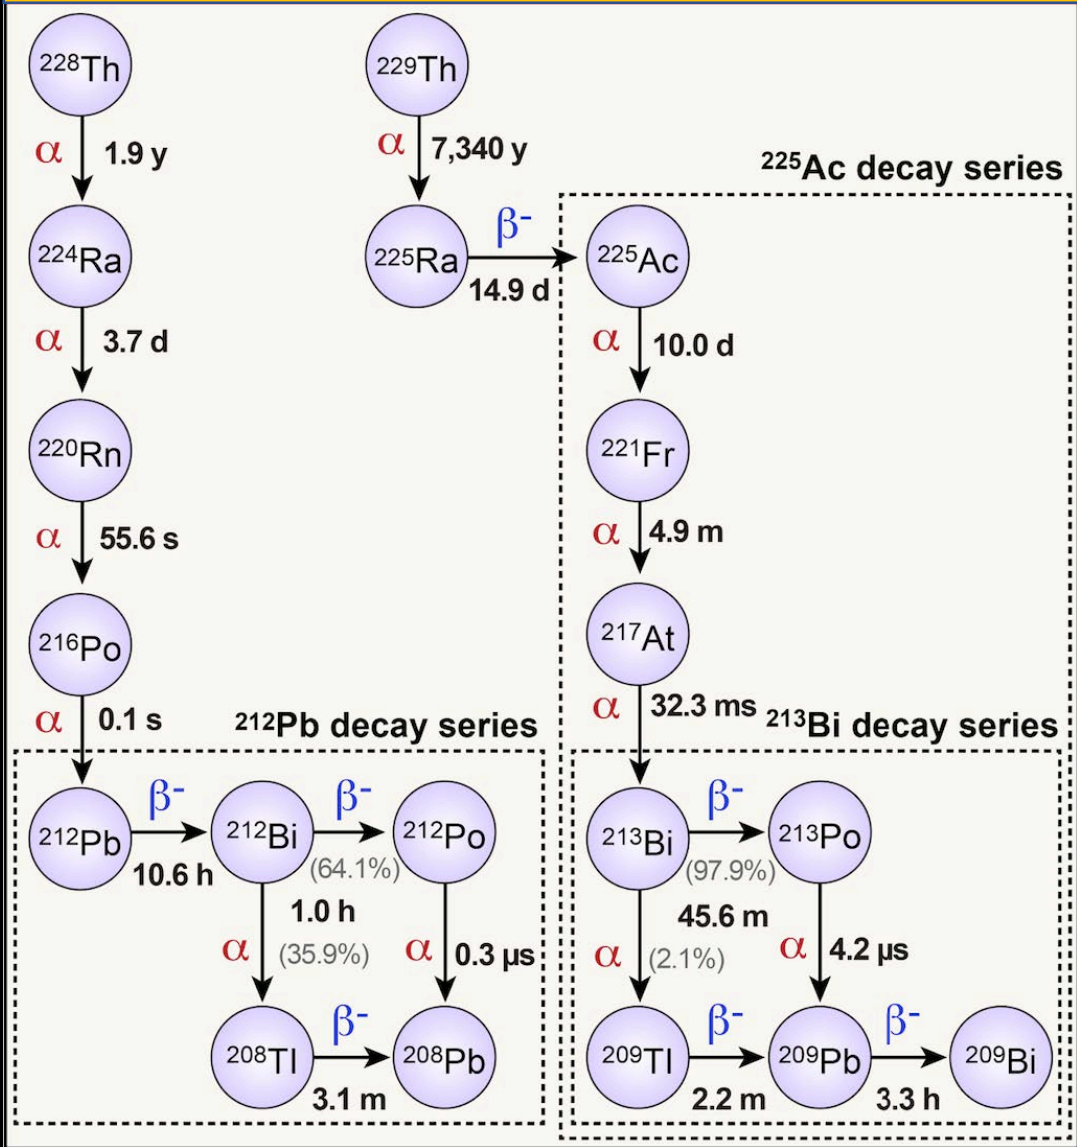 ²²⁸Th
²²⁹Th
α 1.9 y
α 7,340 y
²²⁵Ac decay series
²²⁴Ra
²²⁵Ra
β⁻
14.9 d
²²⁵Ac
α 3.7 d
α 10.0 d
²²⁰Rn
²²¹Fr
α 55.6 s
α 4.9 m
²¹⁶Po
²¹⁷At
α 0.1 s
α 32.3 ms
²¹²Pb decay series
²¹³Bi decay series
²¹²Pb
β⁻
10.6 h
²¹²Bi
β⁻
(64.1%)
²¹²Po
1.0 h
α (35.9%)
α 0.3 µs
²⁰⁸Tl
β⁻
3.1 m
²⁰⁸Pb
²¹³Bi
β⁻
(97.9%)
²¹³Po
45.6 m
α (2.1%)
α 4.2 µs
²⁰⁹Tl
β⁻
2.2 m
²⁰⁹Pb
β⁻
3.3 h
²⁰⁹Bi